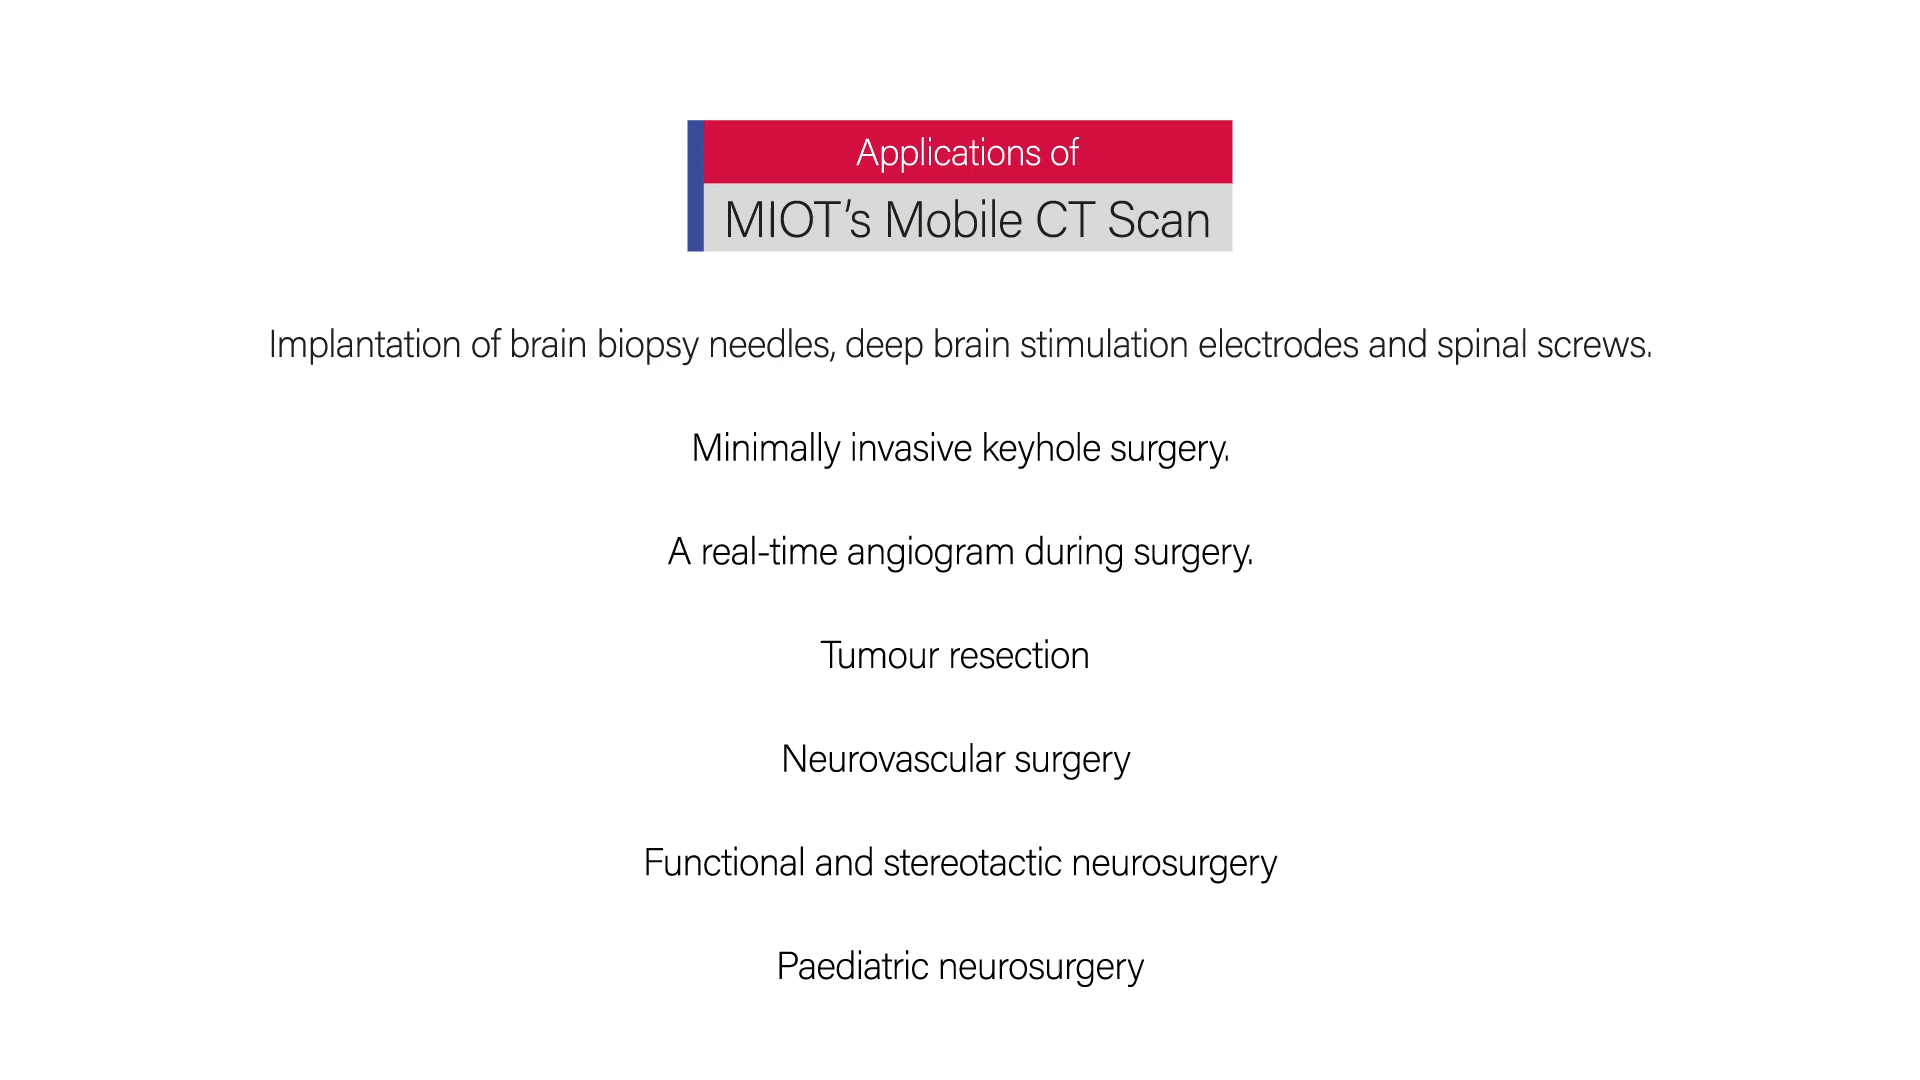 Applications of
MIOT’s Mobile CT Scan
Implantation of brain biopsy needles, deep brain stimulation electrodes and spinal screws.
Minimally invasive keyhole surgery.
A real-time angiogram during surgery.
Tumour resection
Neurovascular surgery
Functional and stereotactic neurosurgery
Paediatric neurosurgery